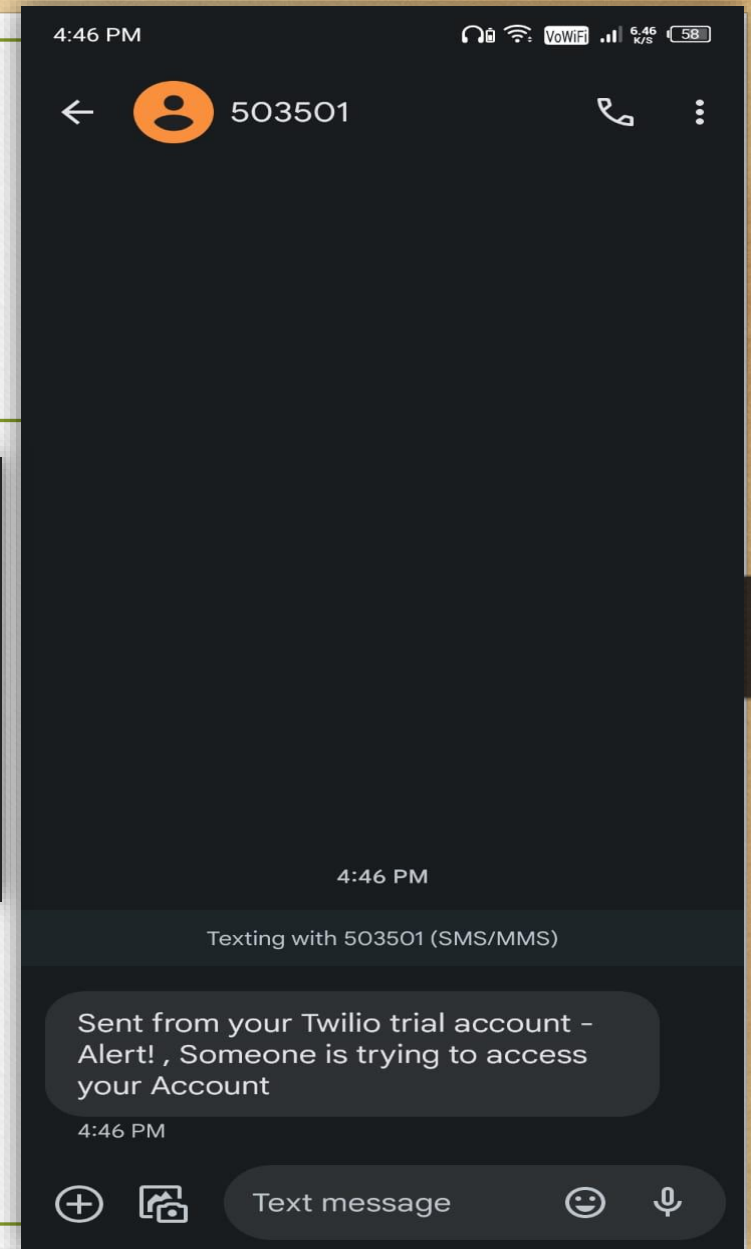 4:46 PM
VoWiFi
6.46
K/S
58
503501
4:46 PM
Texting with 503501 (SMS/MMS)
Sent from your Twilio trial account -
Alert! , Someone is trying to access
your Account
4:46 PM
Text message